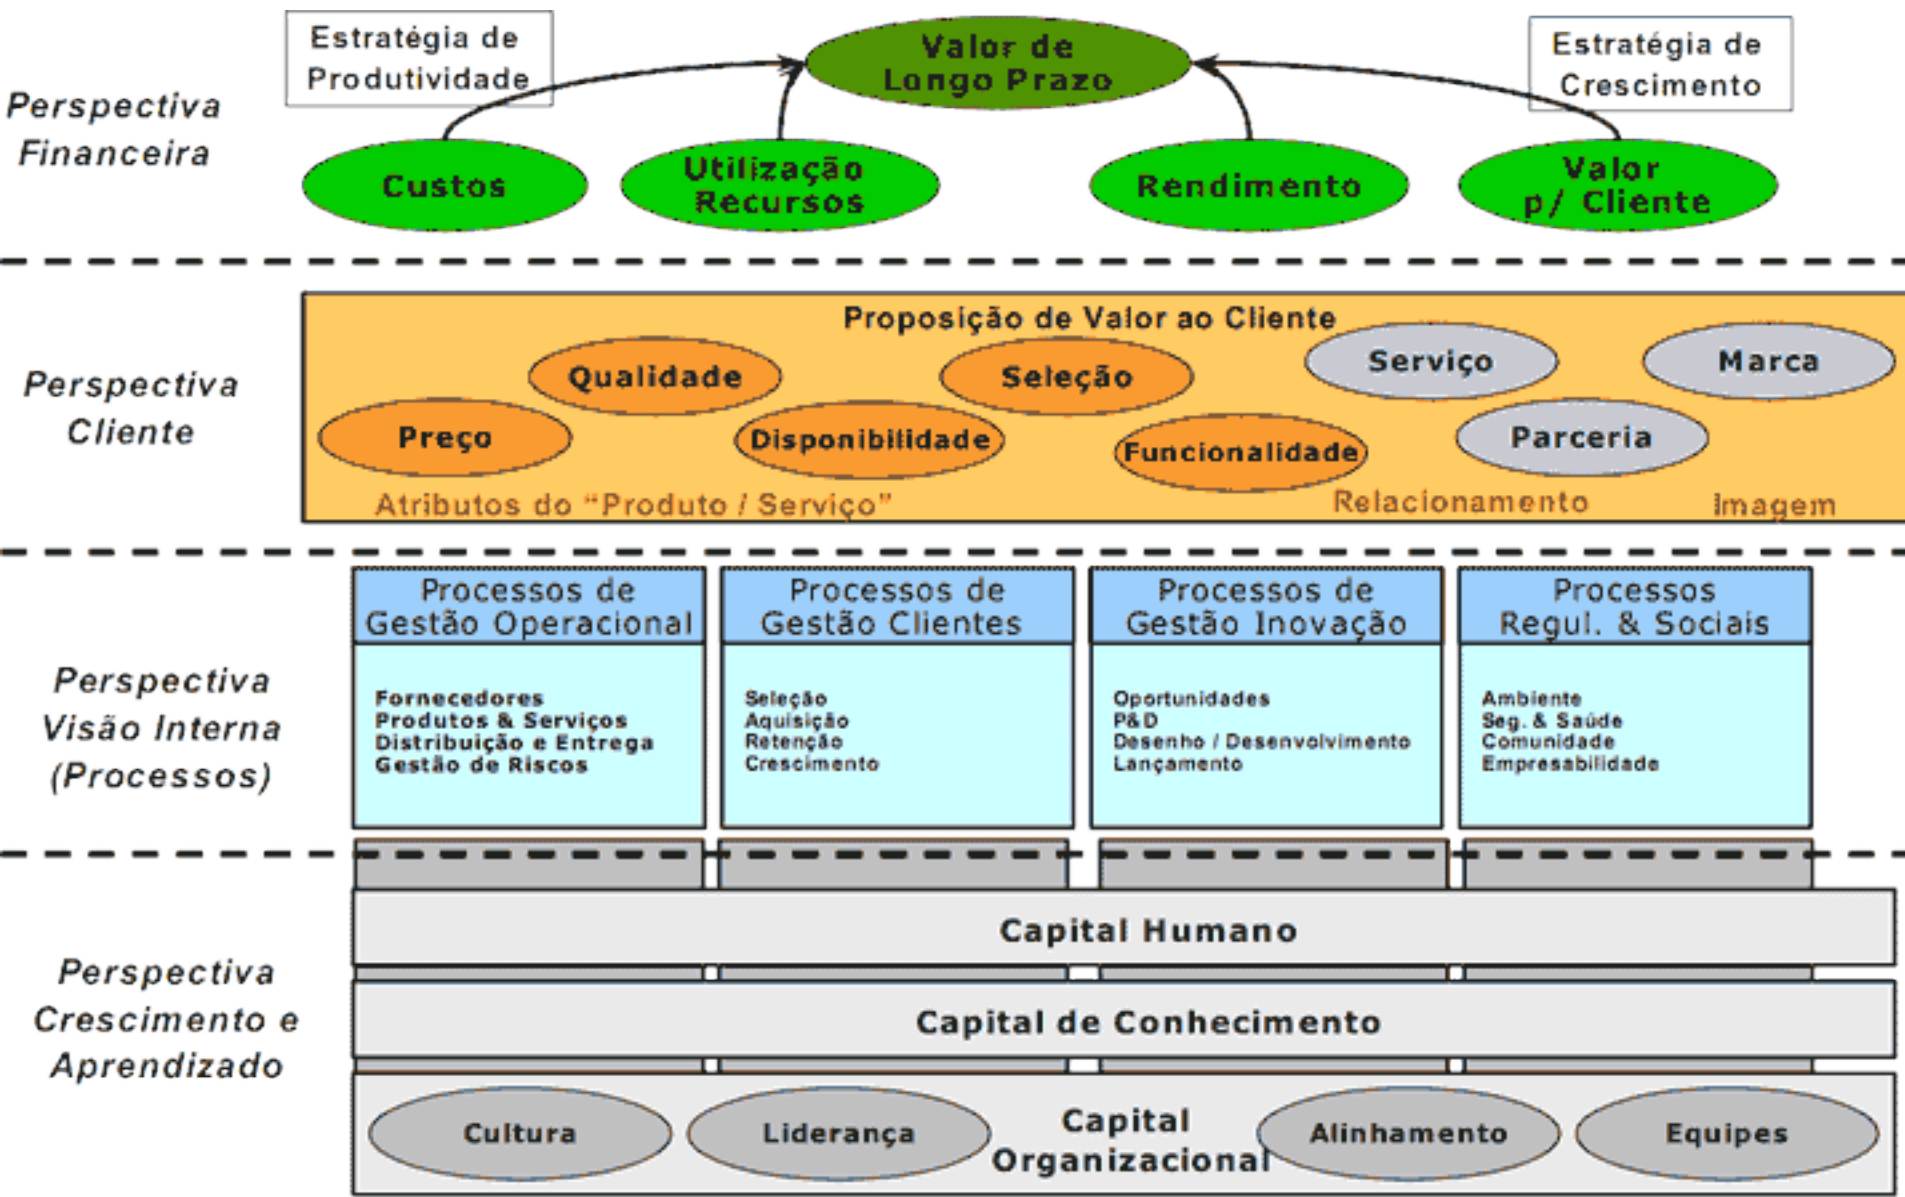 Estratégia de
Produtividade
Valor de
Longo Prazo
Estratégia de
Crescimento
Perspectiva
Financeira
Custos
Utilização
Recursos
Rendimento
Valor
p/ Cliente
Perspectiva
Cliente
Proposição de Valor ao Cliente
Qualidade
Seleção
Serviço
Marca
Preço
Disponibilidade
Funcionalidade
Parceria
Atributos do “Produto / Serviço”
Relacionamento
Imagem
Perspectiva
Visão Interna
(Processos)
Processos de
Gestão Operacional
Fornecedores
Produtos & Serviços
Distribuição e Entrega
Gestão de Riscos
Processos de
Gestão Clientes
Seleção
Aquisição
Retenção
Crescimento
Processos de
Gestão Inovação
Oportunidades
P&D
Desenho / Desenvolvimento
Lançamento
Processos
Regul. & Sociais
Ambiente
Seg. & Saúde
Comunidade
Empresabilidade
Perspectiva
Crescimento e
Aprendizado
Capital Humano
Capital de Conhecimento
Cultura
Liderança
Capital
Organizacional
Alinhamento
Equipes